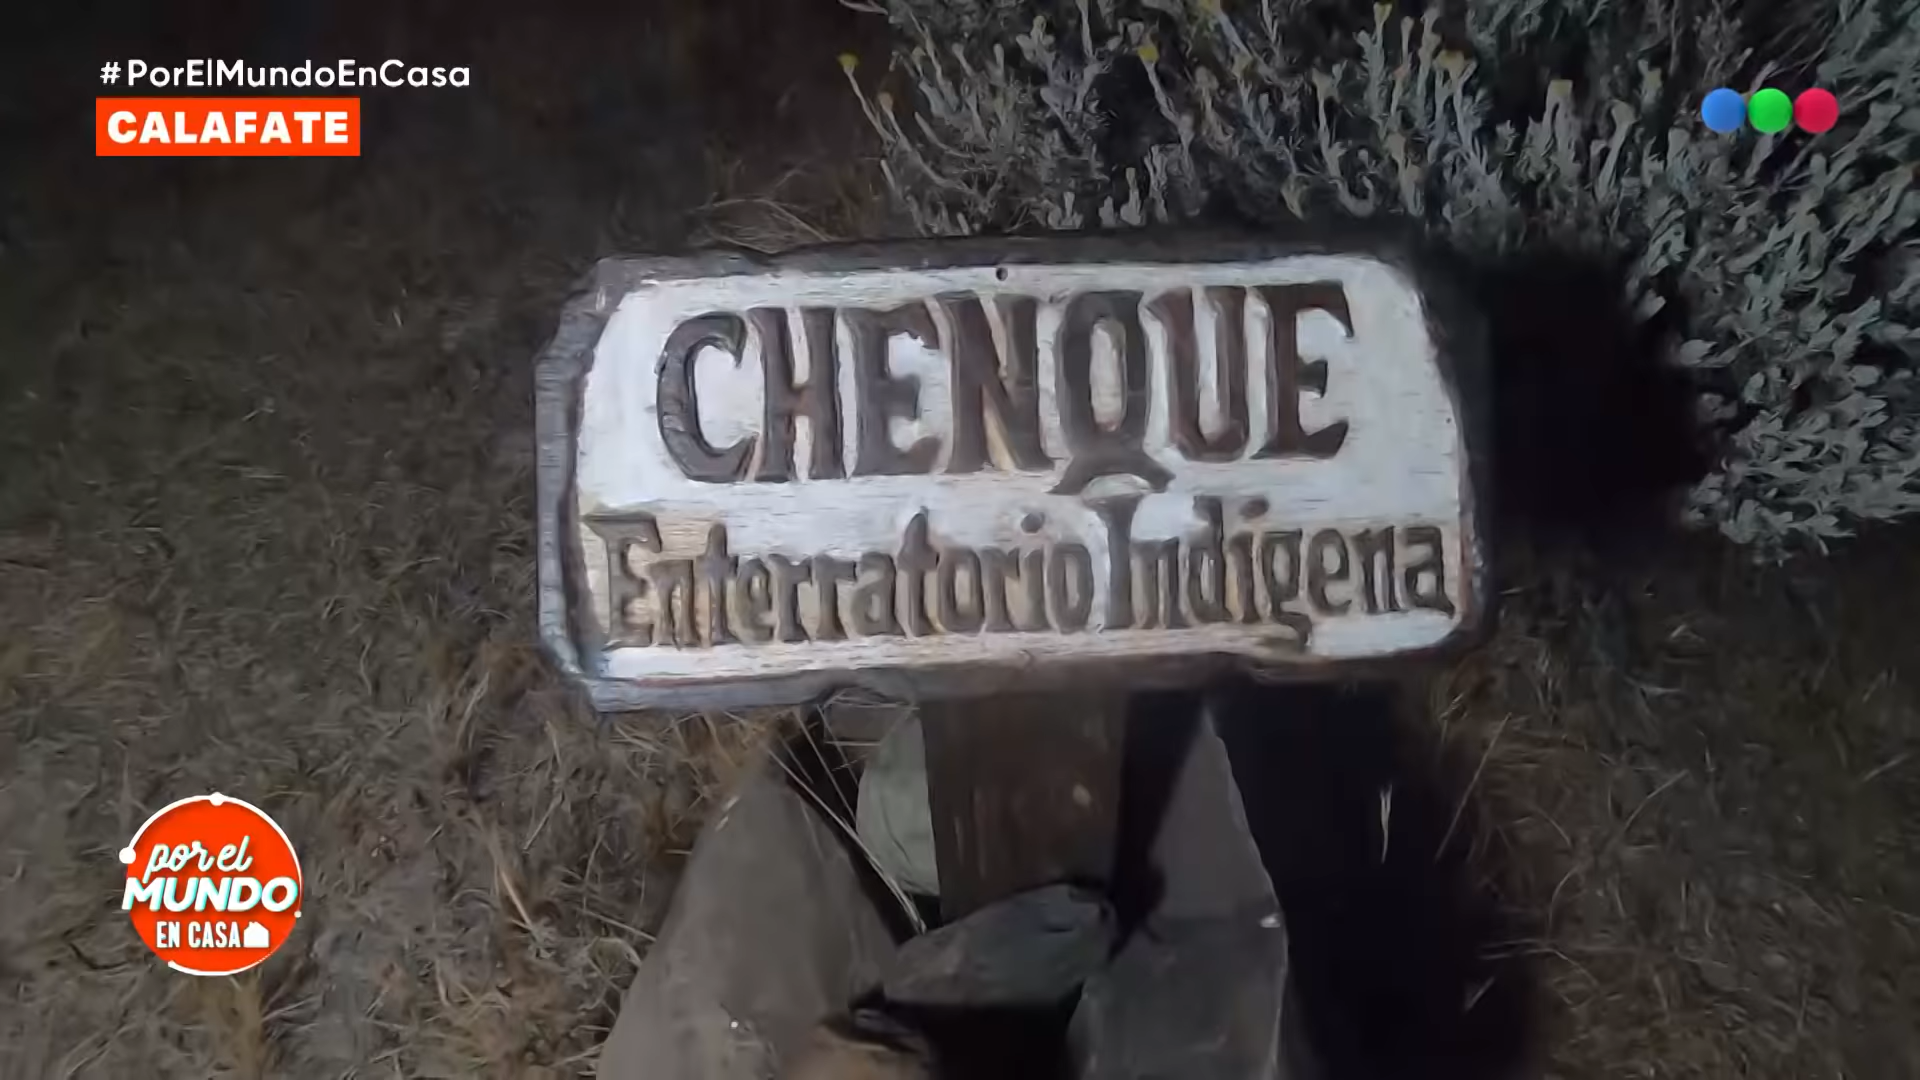 #PorElMundoEnCasa
CALAFATE
CHENQUE
Enterratorio Indigena
por el
MUNDO
EN CASA